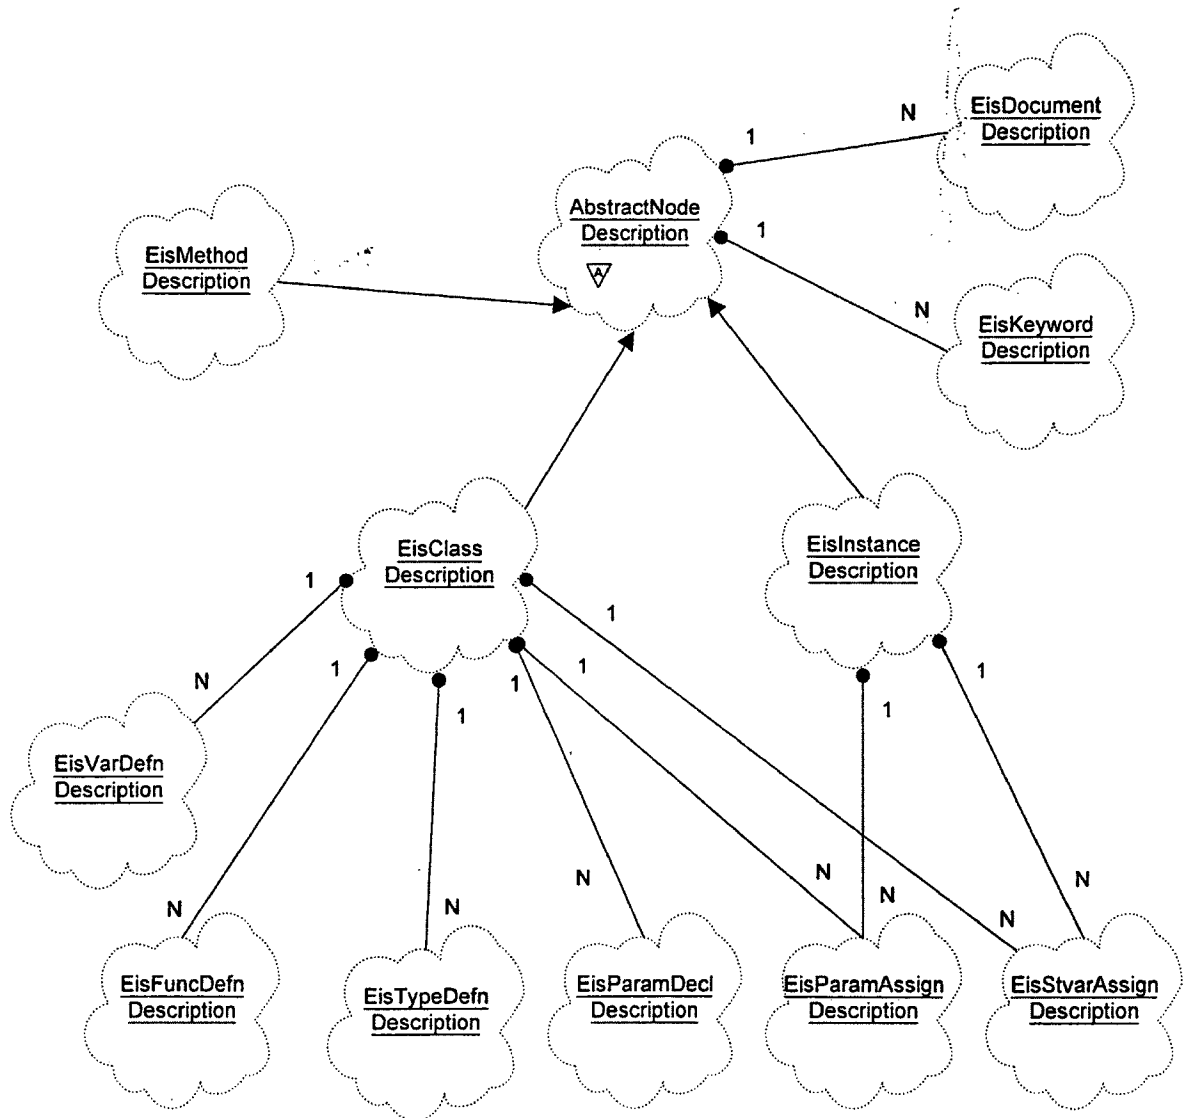 EisDocument
Description
N
1
AbstractNode
Description
A
1
EisMethod
Description
N
EisKeyword
Description
EisClass
Description
EisInstance
Description
1
1
N
1
1
1
1
1
1
EisVarDefn
Description
N
N
N
N
N
N
N
EisFuncDefn
Description
EisTypeDefn
Description
EisParamDecl
Description
EisParamAssign
Description
EisStvarAssign
Description